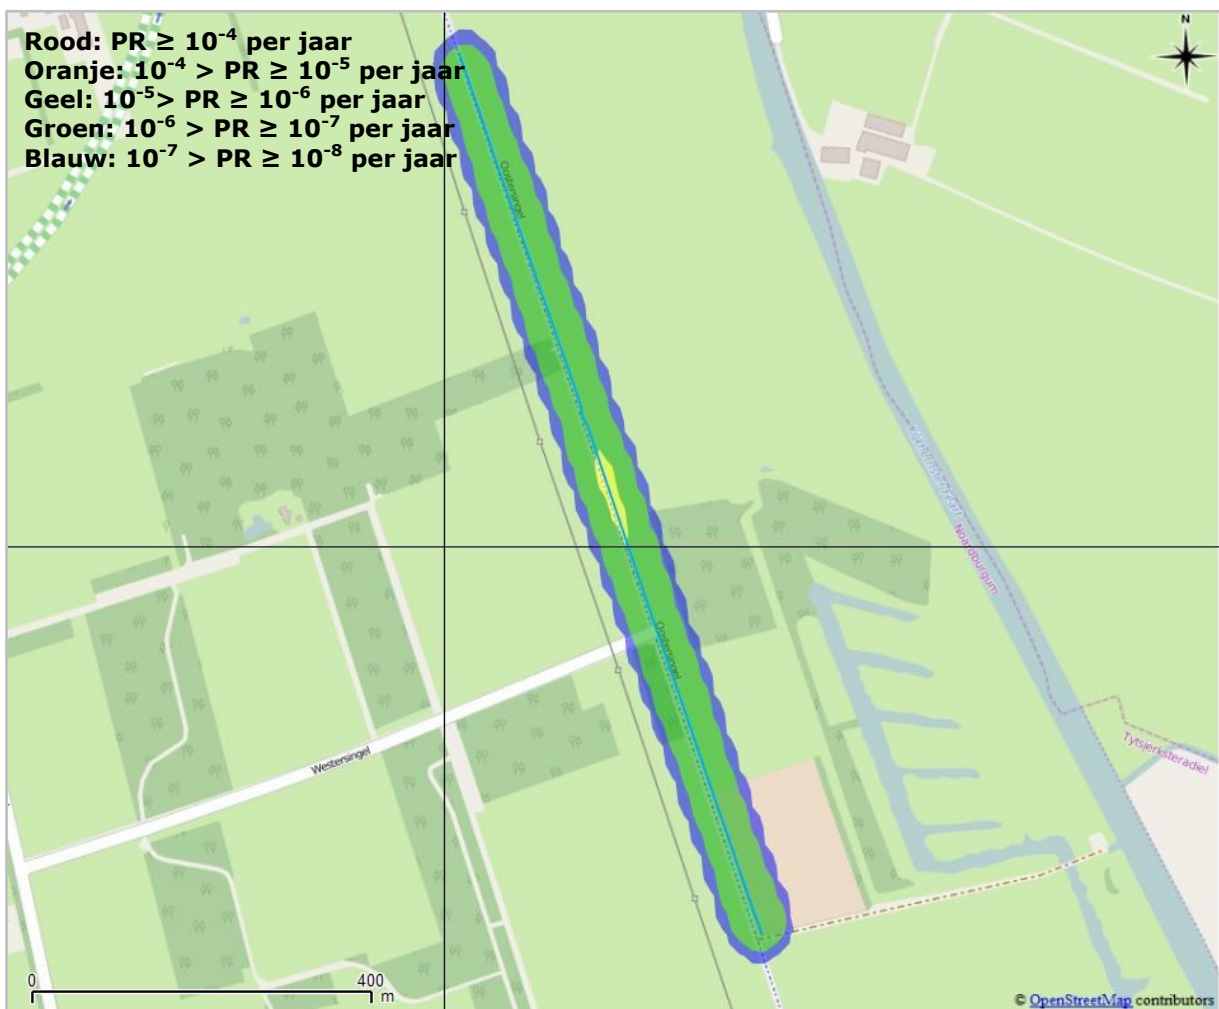 Rood: PR ≥ 10⁻⁴ per jaar
Oranje: 10⁻⁴ > PR ≥ 10⁻⁵ per jaar
Geel: 10⁻⁵> PR ≥ 10⁻⁶ per jaar
Groen: 10⁻⁶ > PR ≥ 10⁻⁷ per jaar
Blauw: 10⁻⁷ > PR ≥ 10⁻⁸ per jaar
N
Oostersingel
Noardburgum
Oostersingel
Westersingel
Tytsjerksteradiel
0 400
m
© OpenStreetMap contributors